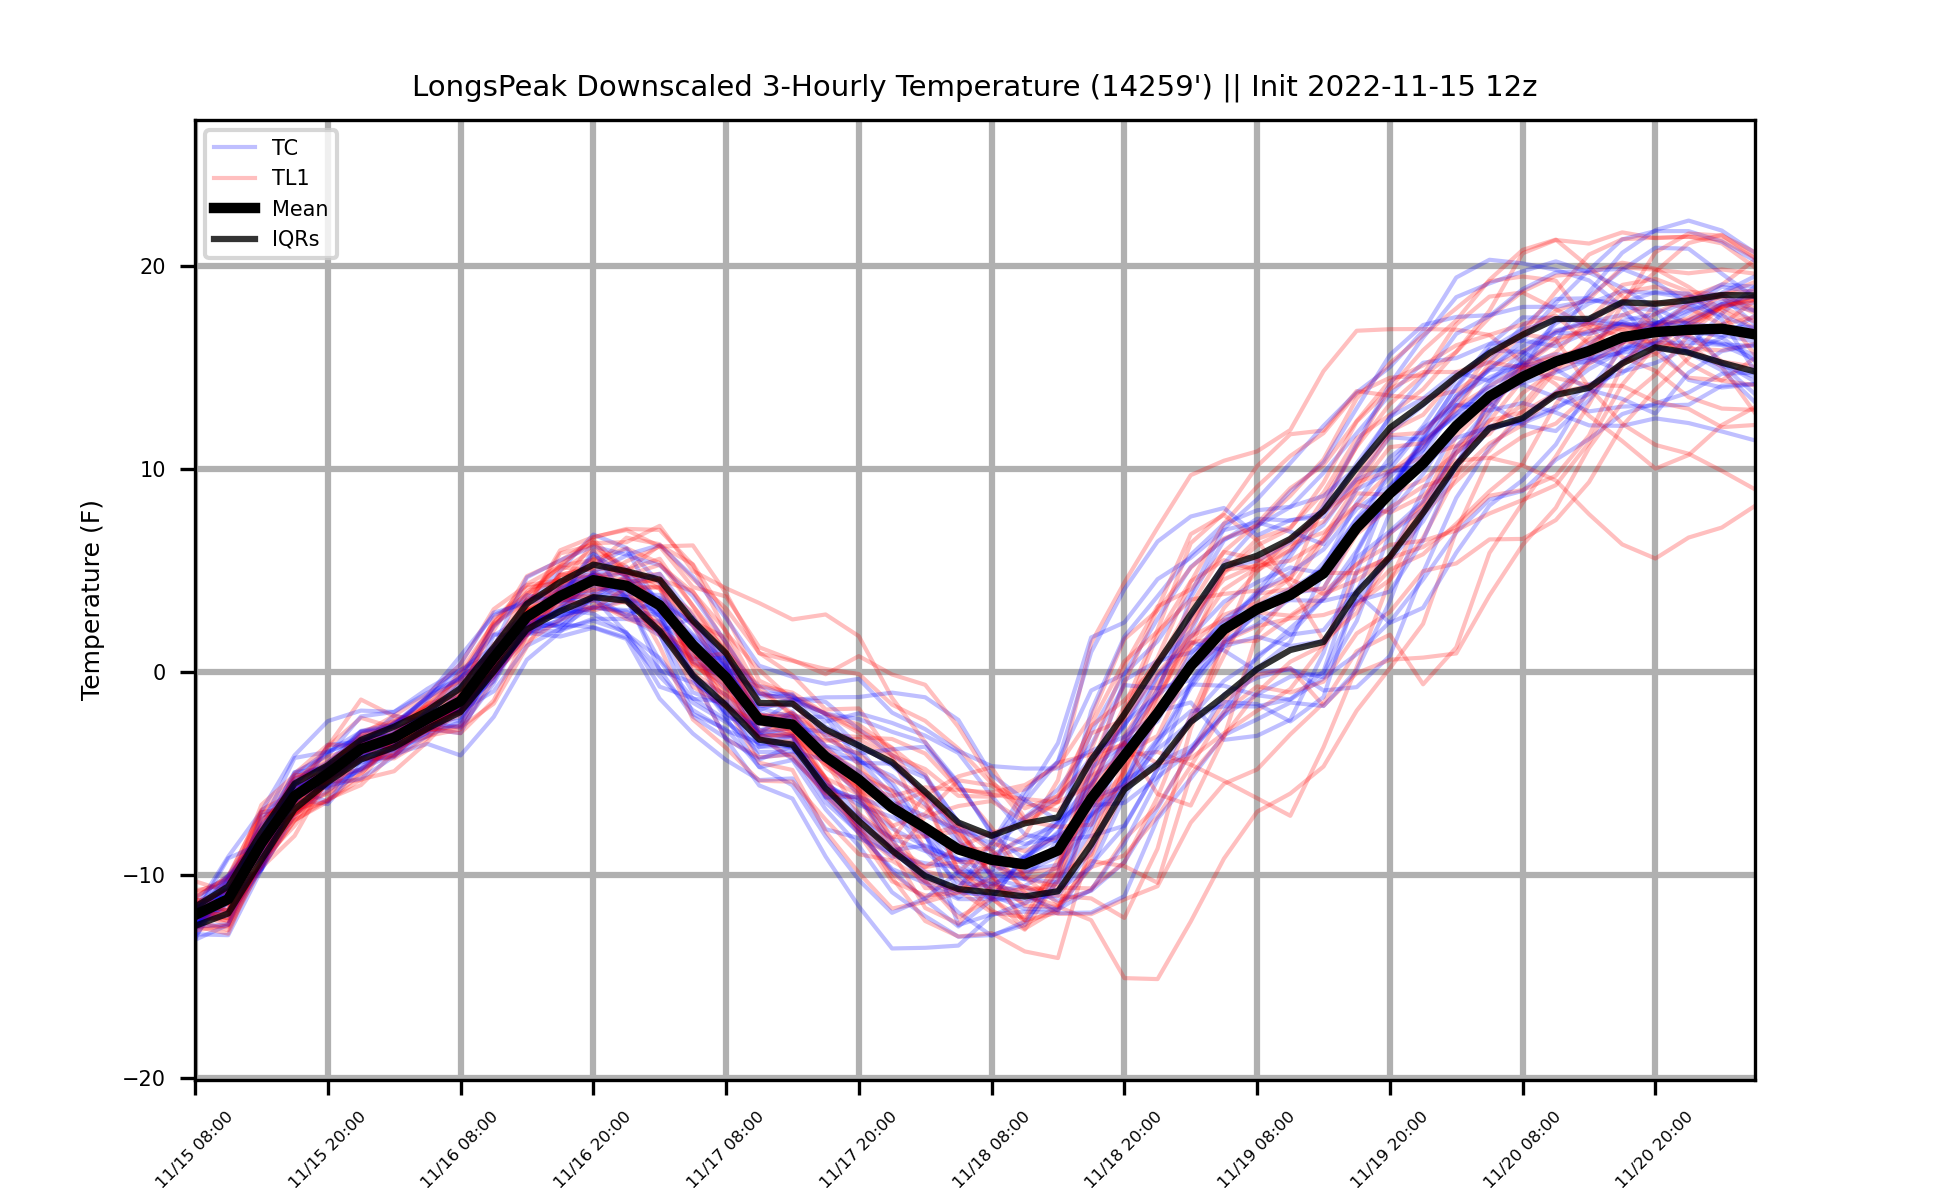 LongsPeak Downscaled 3-Hourly Temperature (14259') || Init 2022-11-15 12z
TC
TL1
Mean
IQRs
Temperature (F)
20
10
0
−10
−20
11/15 08:00
11/15 20:00
11/16 08:00
11/16 20:00
11/17 08:00
11/17 20:00
11/18 08:00
11/18 20:00
11/19 08:00
11/19 20:00
11/20 08:00
11/20 20:00